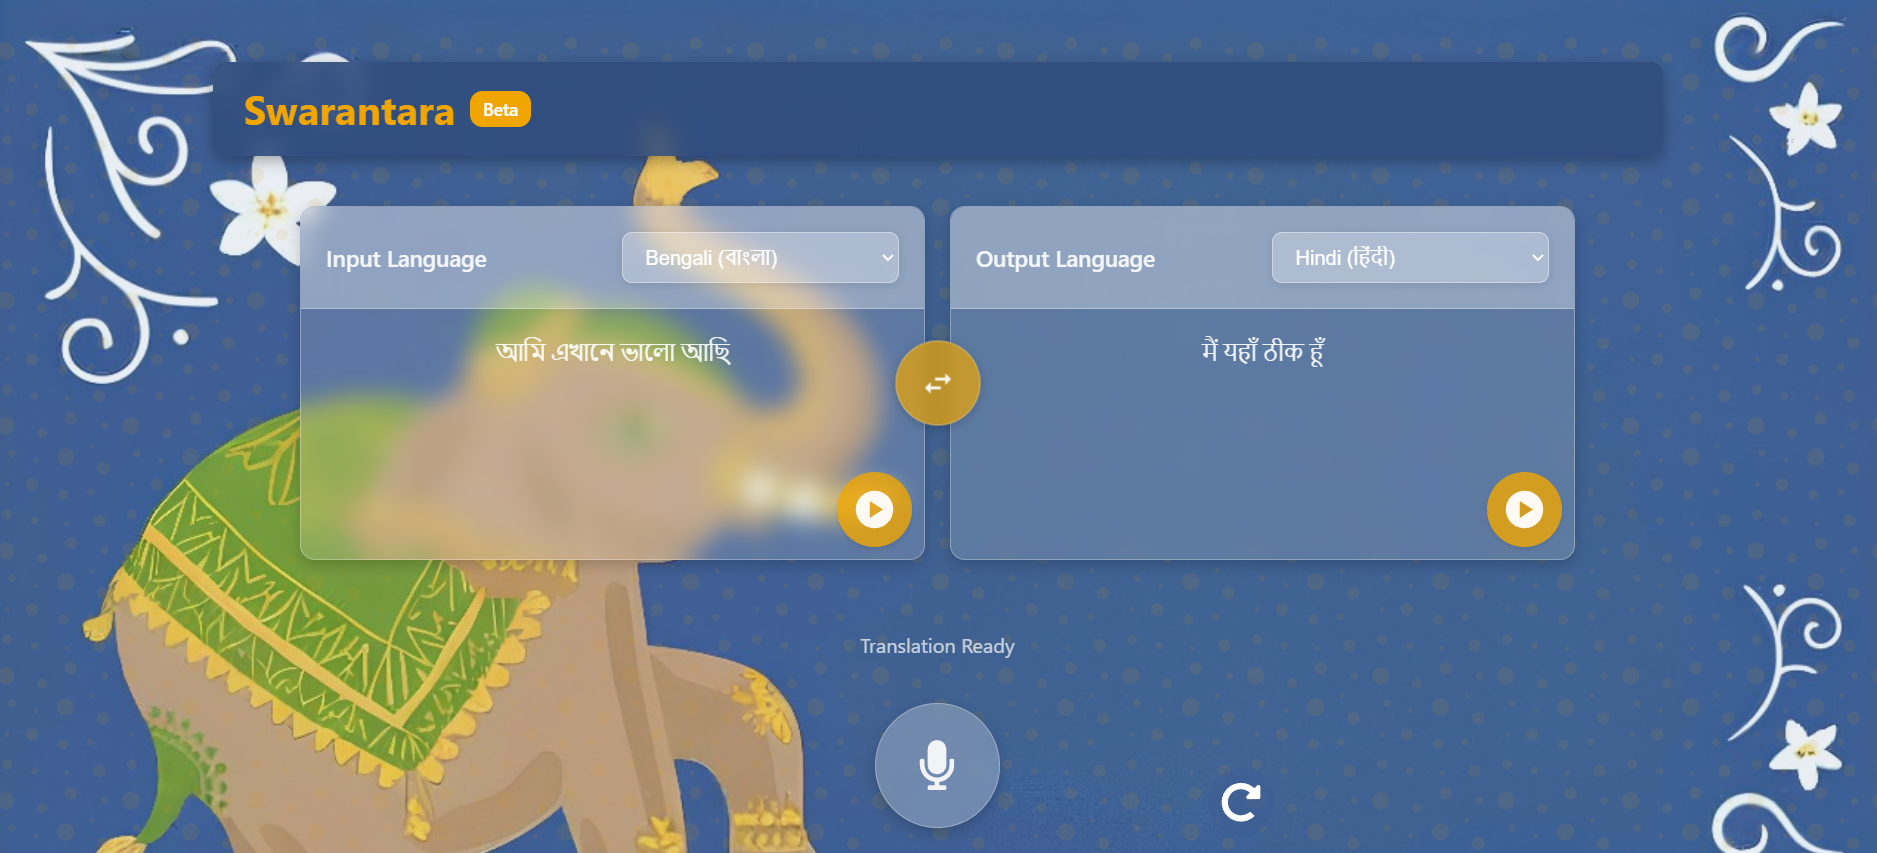 Swarantara Beta
Input Language Bengali (বাংলা)
Output Language Hindi (हिंदी)
আমি এখানে ভালো আছি
मैं यहाँ ठीक हूँ
Translation Ready